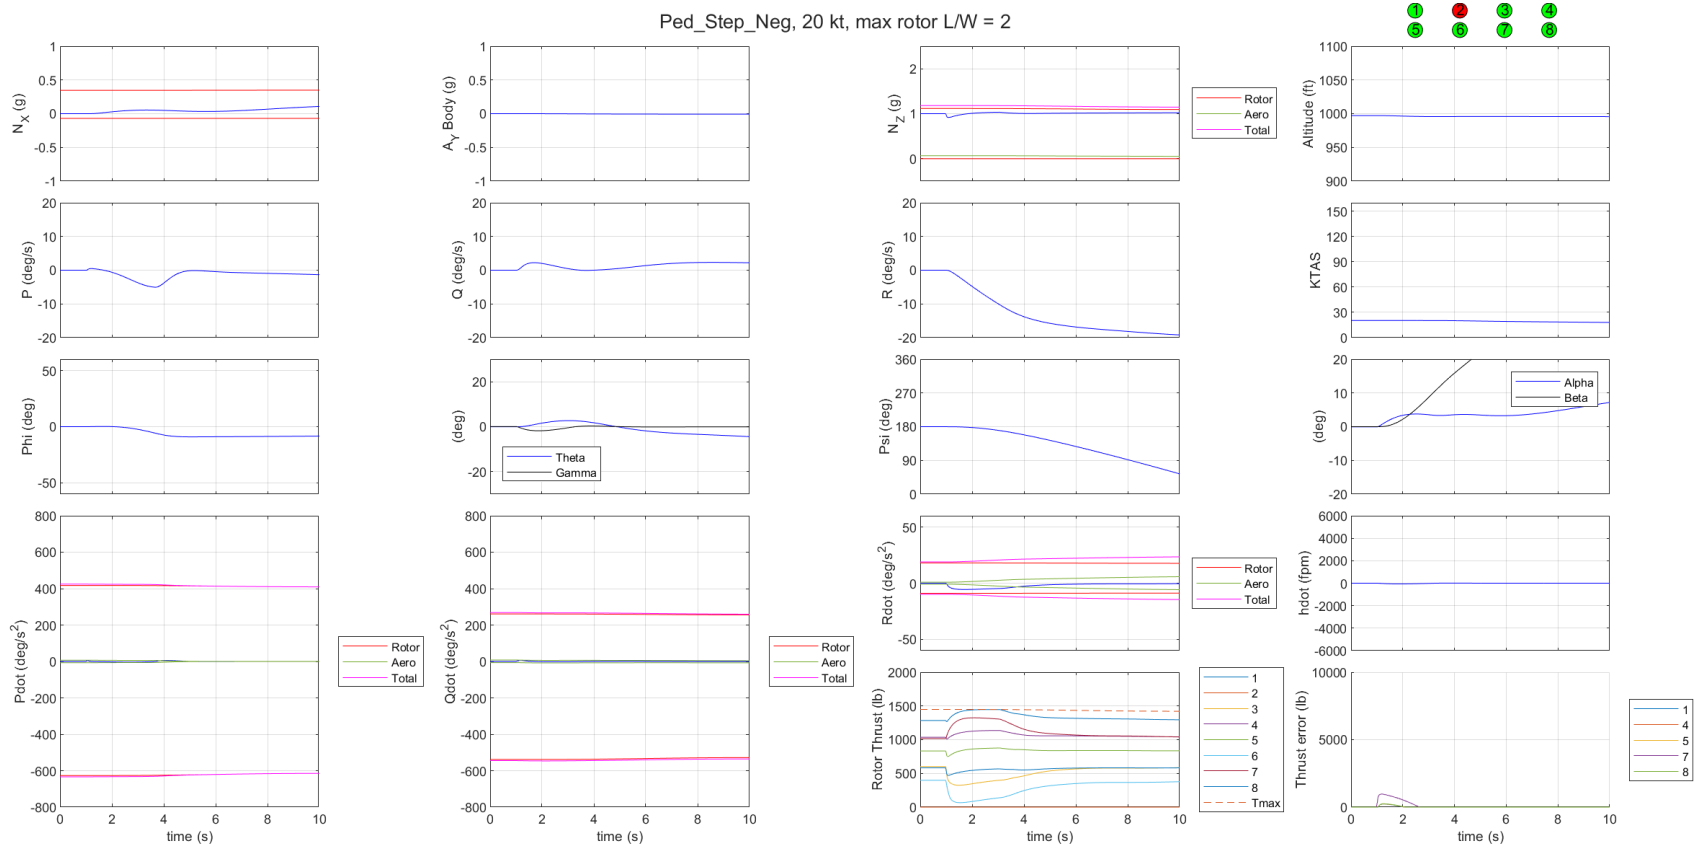 Ped_Step_Neg, 20 kt, max rotor L/W = 2
1 2 3 4
5 6 7 8
N_X (g)
1
0.5
0
-0.5
-1
A_Y Body (g)
1
0.5
0
-0.5
-1
N_Z (g)
2
1
0
Rotor
Aero
Total
Altitude (ft)
1100
1050
1000
950
900
P (deg/s)
20
10
0
-10
-20
Q (deg/s)
20
10
0
-10
-20
R (deg/s)
20
10
0
-10
-20
KTAS
150
120
90
60
30
0
Phi (deg)
50
0
-50
(deg)
20
0
-20
Theta
Gamma
Psi (deg)
360
270
180
90
0
(deg)
20
10
0
-10
-20
Alpha
Beta
Pdot (deg/s²)
800
600
400
200
0
-200
-400
-600
-800
0 2 4 6 8 10
time (s)
Rotor
Aero
Total
Qdot (deg/s²)
800
600
400
200
0
-200
-400
-600
-800
0 2 4 6 8 10
time (s)
Rotor
Aero
Total
Rdot (deg/s²)
50
0
-50
Rotor
Aero
Total
hdot (fpm)
6000
4000
2000
0
-2000
-4000
-6000
Rotor Thrust (lb)
2000
1500
1000
500
0
0 2 4 6 8 10
time (s)
1
2
3
4
5
6
7
8
Tmax
Thrust error (lb)
10000
5000
0
0 2 4 6 8 10
time (s)
1
4
5
7
8